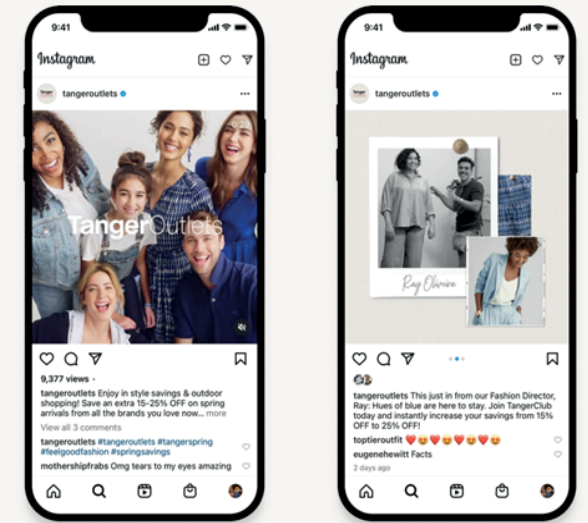 9:41
Instagram
tangeroutlets
TangerOutlets
9,377 views ·
tangeroutlets Enjoy in style savings & outdoor
shopping! Save an extra 15-25% OFF on spring
arrivals from all the brands you love now... more
View all 3 comments
tangeroutlets #tangeroutlets #tangerspring
#feelgoodfashion #springsavings
mothershipfrabs Omg tears to my eyes amazing
9:41
Instagram
tangeroutlets
Ray Oliveira
tangeroutlets This just in from our Fashion Director,
Ray: Hues of blue are here to stay. Join TangerClub
today and instantly increase your savings from 15%
OFF to 25% OFF!
toptieroutfit ❤️😍❤️😍❤️😍❤️😍
eugenehewitt Facts
2 days ago